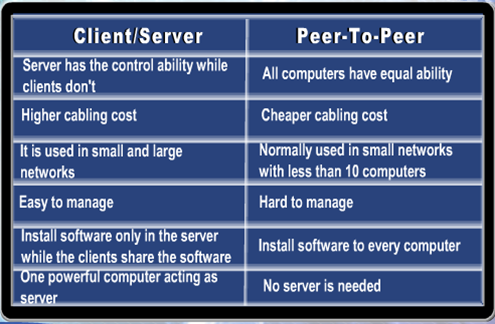 Client/Server
Peer-To-Peer
Server has the control ability while
clients don't
All computers have equal ability
Higher cabling cost
Cheaper cabling cost
It is used in small and large
networks
Normally used in small networks
with less than 10 computers
Easy to manage
Hard to manage
Install software only in the server
while the clients share the software
Install software to every computer
One powerful computer acting as
server
No server is needed